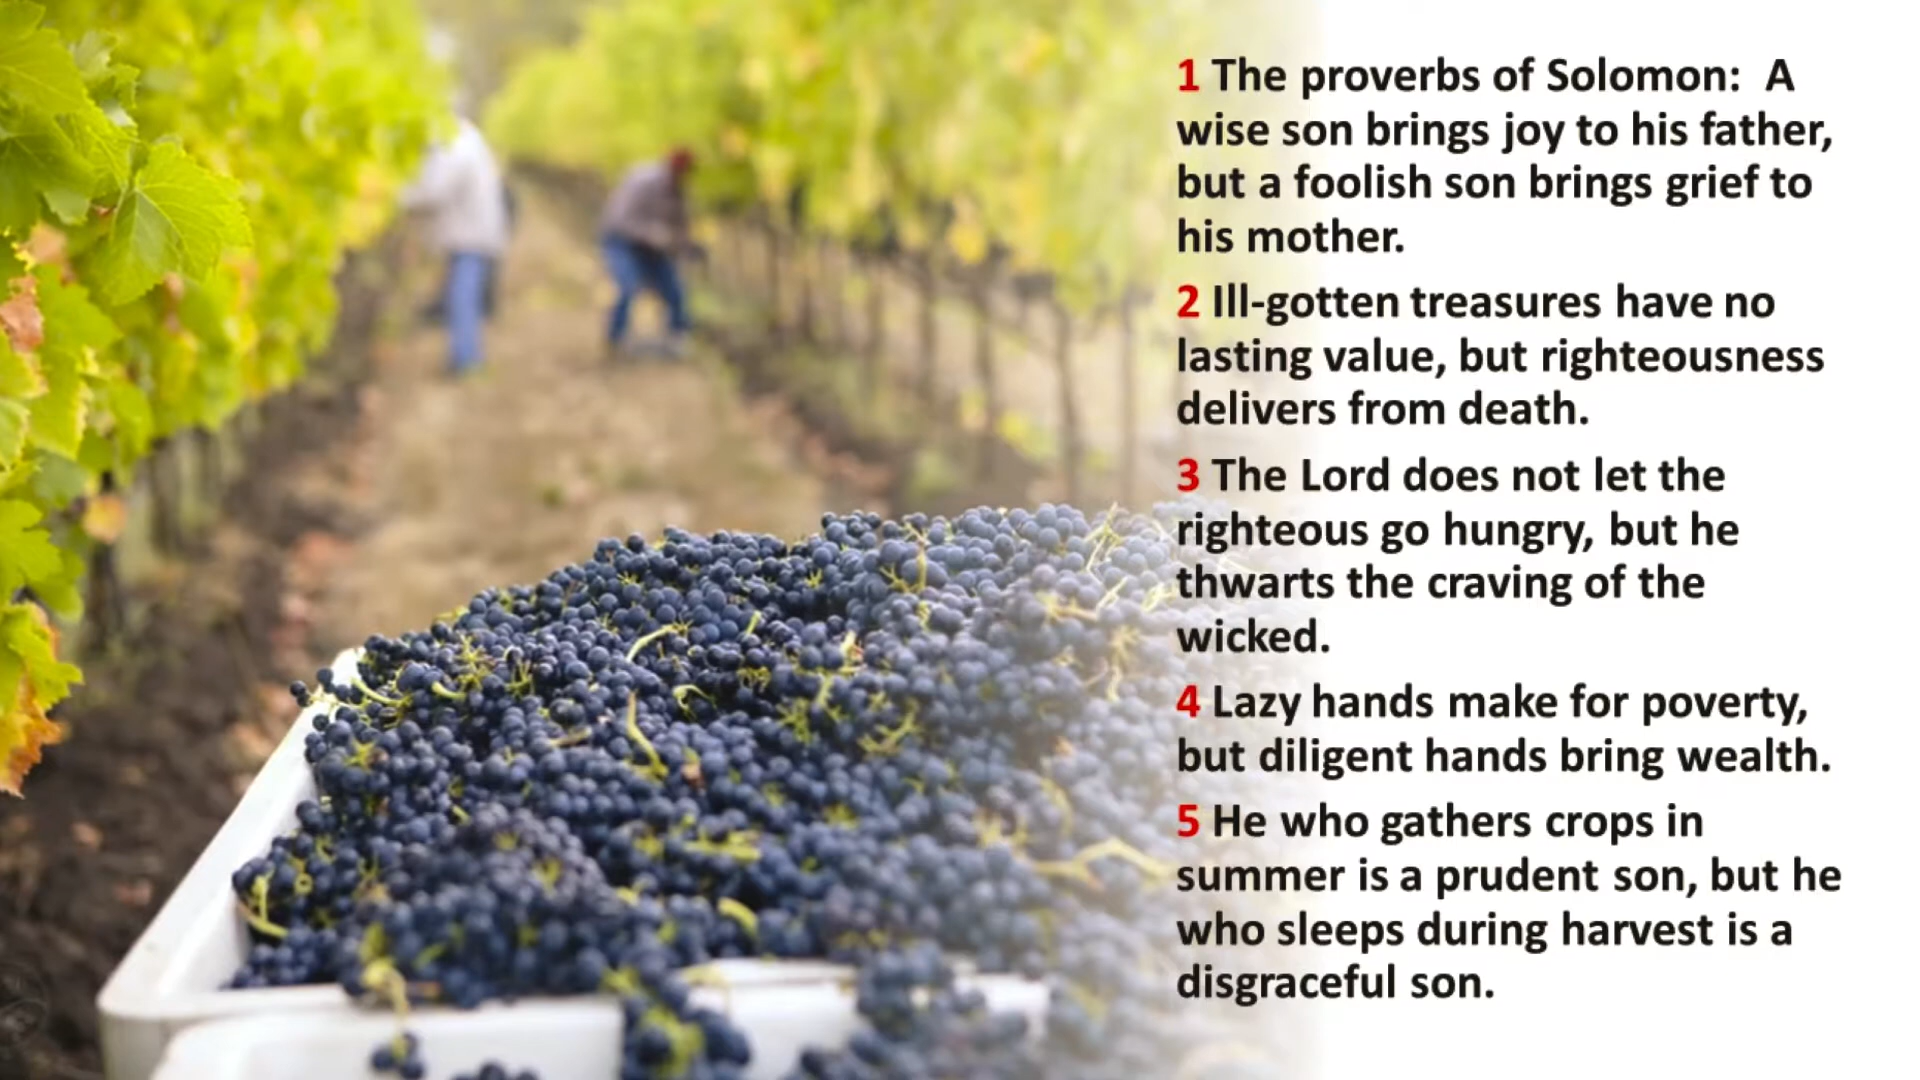 1 The proverbs of Solomon:  A
wise son brings joy to his father,
but a foolish son brings grief to
his mother.
2 Ill-gotten treasures have no
lasting value, but righteousness
delivers from death.
3 The Lord does not let the
righteous go hungry, but he
thwarts the craving of the
wicked.
4 Lazy hands make for poverty,
but diligent hands bring wealth.
5 He who gathers crops in
summer is a prudent son, but he
who sleeps during harvest is a
disgraceful son.